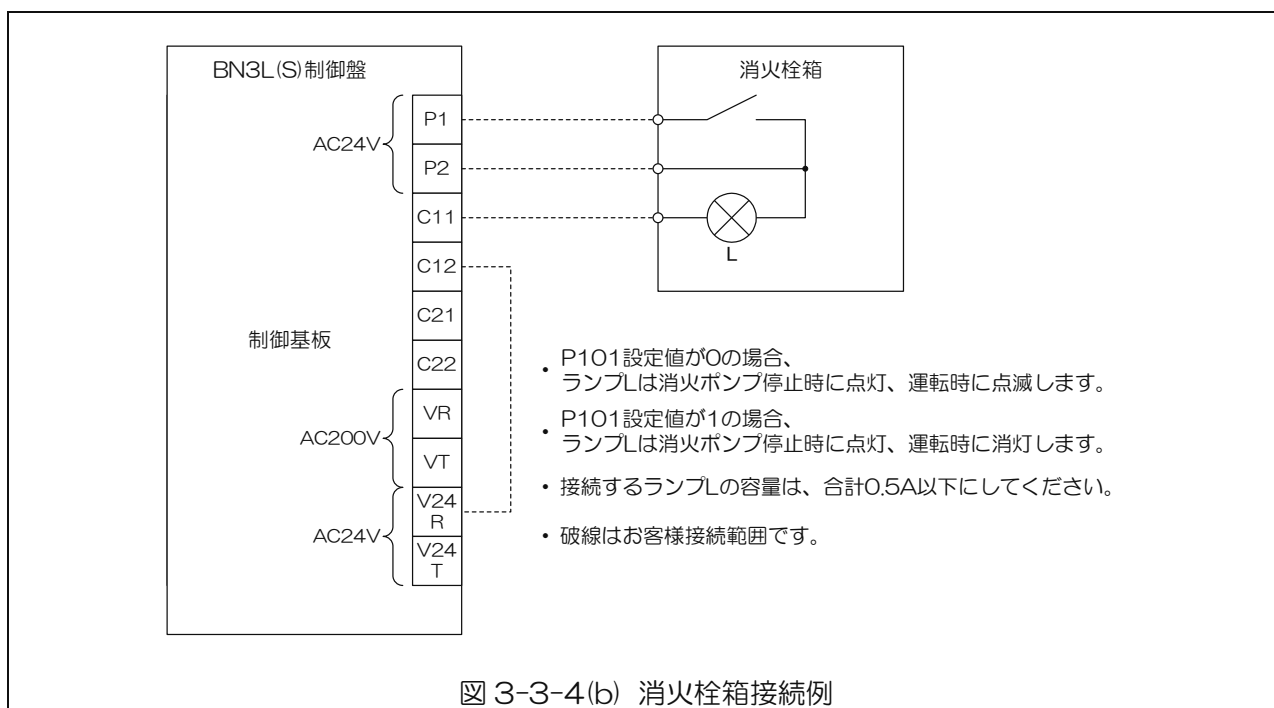 BN3L(S)制御盤
消火栓箱
AC24V
P1
P2
C11
L
C12
C21
制御基板
C22
AC200V
VR
VT
AC24V
V24
R
V24
T
・ P101設定値が0の場合、
ランプLは消火ポンプ停止時に点灯、運転時に点滅します。
・ P101設定値が1の場合、
ランプLは消火ポンプ停止時に点灯、運転時に消灯します。
・ 接続するランプLの容量は、合計0.5A以下にしてください。
・ 破線はお客様接続範囲です。
図 3-3-4(b) 消火栓箱接続例